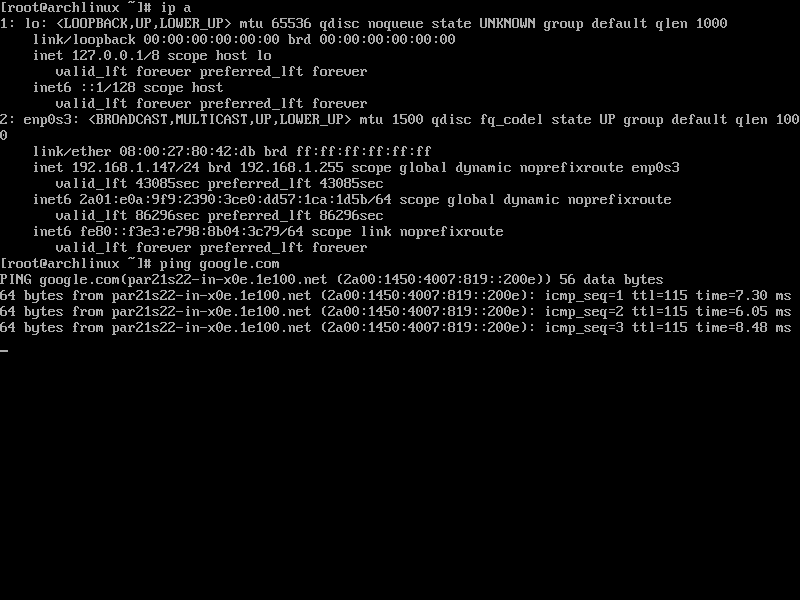 [root@archlinux ~]# ip a
1: lo: <LOOPBACK,UP,LOWER_UP> mtu 65536 qdisc noqueue state UNKNOWN group default qlen 1000
    link/loopback 00:00:00:00:00:00 brd 00:00:00:00:00:00
    inet 127.0.0.1/8 scope host lo
       valid_lft forever preferred_lft forever
    inet6 ::1/128 scope host
       valid_lft forever preferred_lft forever
2: enp0s3: <BROADCAST,MULTICAST,UP,LOWER_UP> mtu 1500 qdisc fq_codel state UP group default qlen 100
0
    link/ether 08:00:27:80:42:db brd ff:ff:ff:ff:ff:ff
    inet 192.168.1.147/24 brd 192.168.1.255 scope global dynamic noprefixroute enp0s3
       valid_lft 43085sec preferred_lft 43085sec
    inet6 2a01:e0a:9f9:2390:3ce0:dd57:1ca:1d5b/64 scope global dynamic noprefixroute
       valid_lft 86296sec preferred_lft 86296sec
    inet6 fe80::f3e3:e798:8b04:3c79/64 scope link noprefixroute
       valid_lft forever preferred_lft forever
[root@archlinux ~]# ping google.com
PING google.com(par21s22-in-x0e.1e100.net (2a00:1450:4007:819::200e)) 56 data bytes
64 bytes from par21s22-in-x0e.1e100.net (2a00:1450:4007:819::200e): icmp_seq=1 ttl=115 time=7.30 ms
64 bytes from par21s22-in-x0e.1e100.net (2a00:1450:4007:819::200e): icmp_seq=2 ttl=115 time=6.05 ms
64 bytes from par21s22-in-x0e.1e100.net (2a00:1450:4007:819::200e): icmp_seq=3 ttl=115 time=8.48 ms